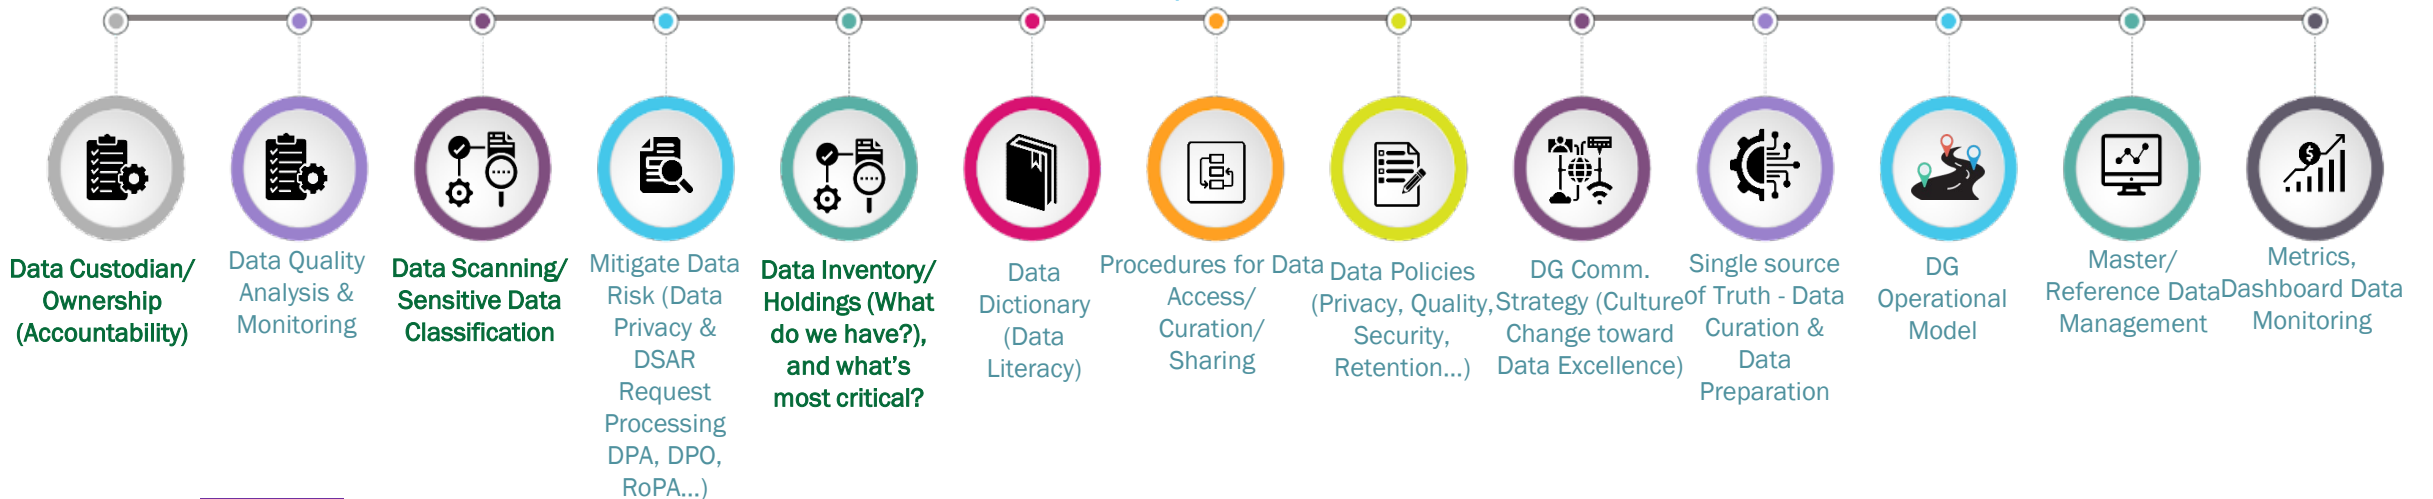 Data Custodian/
Ownership
(Accountability)
Data Quality
Analysis &
Monitoring
Data Scanning/
Sensitive Data
Classification
Mitigate Data
Risk (Data
Privacy &
DSAR
Request
Processing
DPA, DPO,
RoPA...)
Data Inventory/
Holdings (What
do we have?),
and what's
most critical?
Data
Dictionary
(Data
Literacy)
Procedures for Data
Access/
Curation/
Sharing
Data Policies
(Privacy, Quality,
Security,
Retention...)
DG Comm.
Strategy (Culture
Change toward
Data Excellence)
Single source
of Truth - Data
Curation &
Data
Preparation
DG
Operational
Model
Master/
Reference Data
Management
Metrics,
Dashboard Data
Monitoring